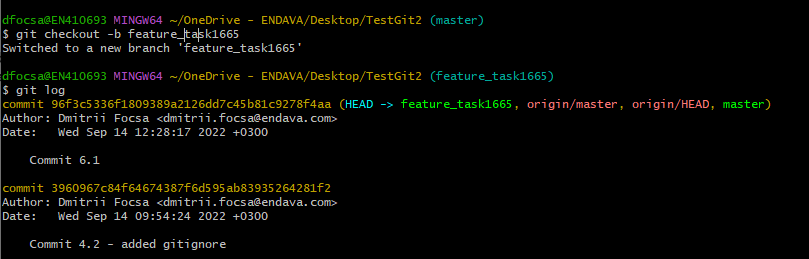 dfocsa@EN410693 MINGW64 ~/OneDrive - ENDAVA/Desktop/TestGit2 (master)
$ git checkout -b feature_task1665
Switched to a new branch 'feature_task1665'
dfocsa@EN410693 MINGW64 ~/OneDrive - ENDAVA/Desktop/TestGit2 (feature_task1665)
$ git log
commit 96f3c5336f1809389a2126dd7c45b81c9278f4aa (HEAD -> feature_task1665, origin/master, origin/HEAD, master)
Author: Dmitrii Focsa <dmitrii.focsa@endava.com>
Date:   Wed Sep 14 12:28:17 2022 +0300
    Commit 6.1
commit 3960967c84f64674387f6d595ab83935264281f2
Author: Dmitrii Focsa <dmitrii.focsa@endava.com>
Date:   Wed Sep 14 09:54:24 2022 +0300
    Commit 4.2 - added gitignore